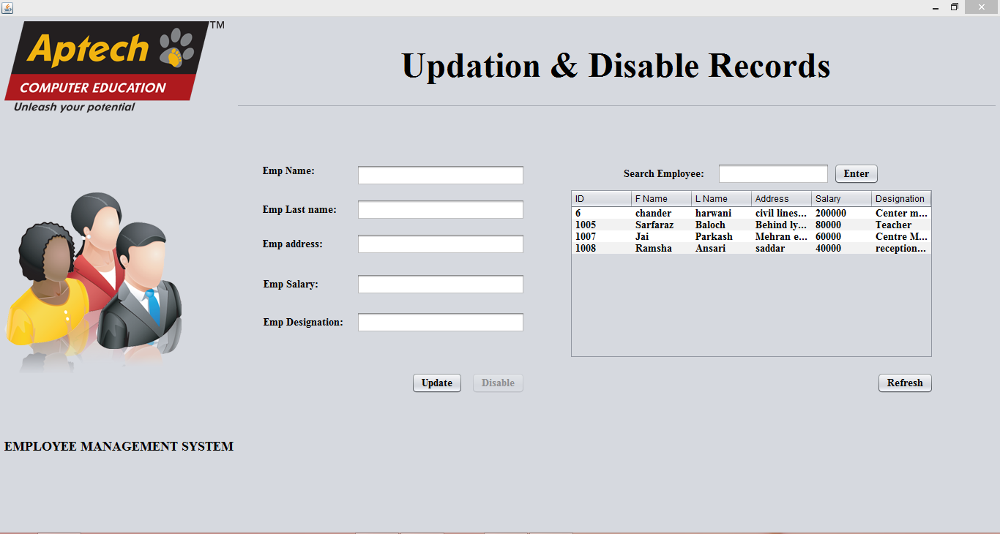 Aptech TM
COMPUTER EDUCATION
Unleash your potential
Updation & Disable Records
Emp Name:
Emp Last name:
Emp address:
Emp Salary:
Emp Designation:
Update Disable
Search Employee: Enter
ID F Name L Name Address Salary Designation
6 chander harwani civil lines... 200000 Center m...
1005 Sarfaraz Baloch Behind ly... 80000 Teacher
1007 Jai Parkash Mehran e... 60000 Centre M...
1008 Ramsha Ansari saddar 40000 reception...
Refresh
EMPLOYEE MANAGEMENT SYSTEM